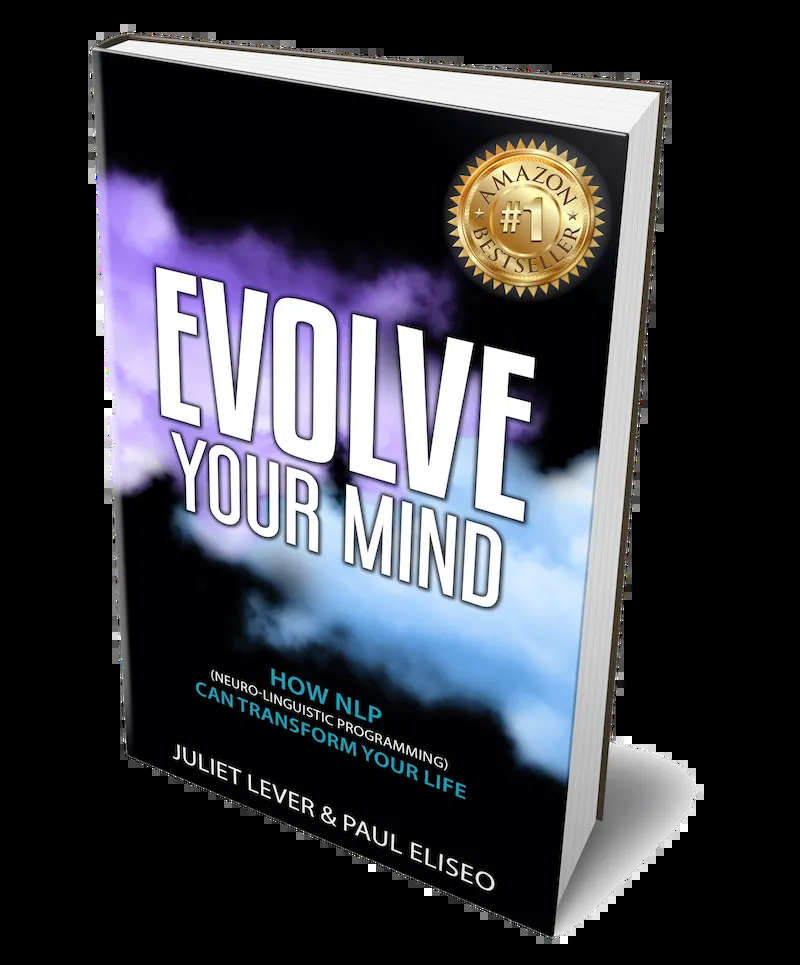 AMAZON
#1
BESTSELLER
EVOLVE
YOUR MIND
HOW NLP
(NEURO-LINGUISTIC PROGRAMMING)
CAN TRANSFORM YOUR LIFE
JULIET LEVER & PAUL ELISEO